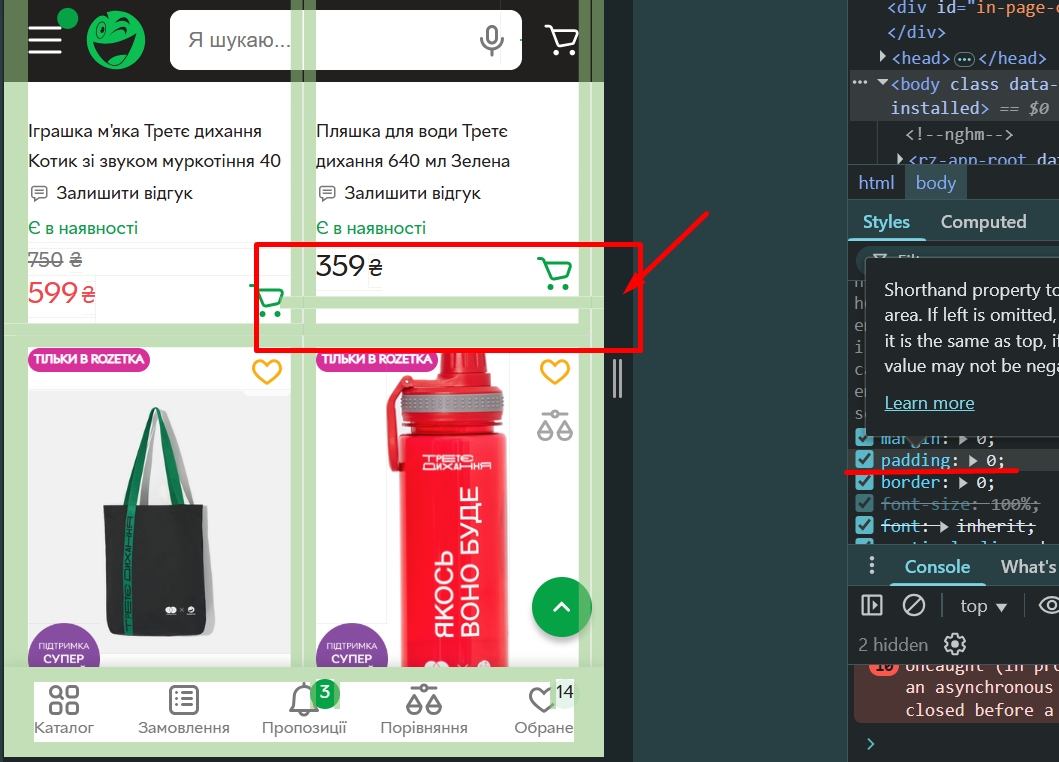 Я шукаю...
Іграшка м'яка Третє дихання
Котик зі звуком муркотіння 40
Залишити відгук
Є в наявності
750 ₴
599 ₴
Пляшка для води Третє
дихання 640 мл Зелена
Залишити відгук
Є в наявності
359 ₴
ТІЛЬКИ В ROZETKA
ТІЛЬКИ В ROZETKA
ТРЕТЄ
ДИХАННЯ
ЯКОСЬ
ВОНО БУДЕ
ПІДТРИМКА
СУПЕР
ПІДТРИМКА
СУПЕР
Каталог
Замовлення
3
Пропозиції
Порівняння
14
Обране
<div id="in-page-
</div>
<head> ⋯ </head>
⋯ <body class data-
installed> == $0
<!--nghm-->
<rz-app-root
html body
Styles Computed
Shorthand property to
area. If left is omitted,
it is the same as top, if
value may not be nega
Learn more
margin: ▶ 0;
padding: ▶ 0;
border: ▶ 0;
font-size: 100%;
font: ▶ inherit;
Console What's
top ▼
2 hidden
Uncaught (in pro
an asynchronous
closed before a